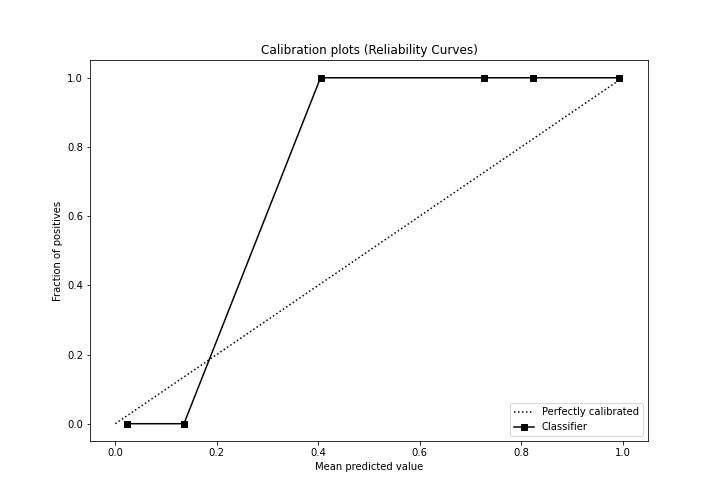 Calibration plots (Reliability Curves)
1.0
0.8
0.6
0.4
0.2
0.0
Fraction of positives
Perfectly calibrated
Classifier
0.0 0.2 0.4 0.6 0.8 1.0
Mean predicted value